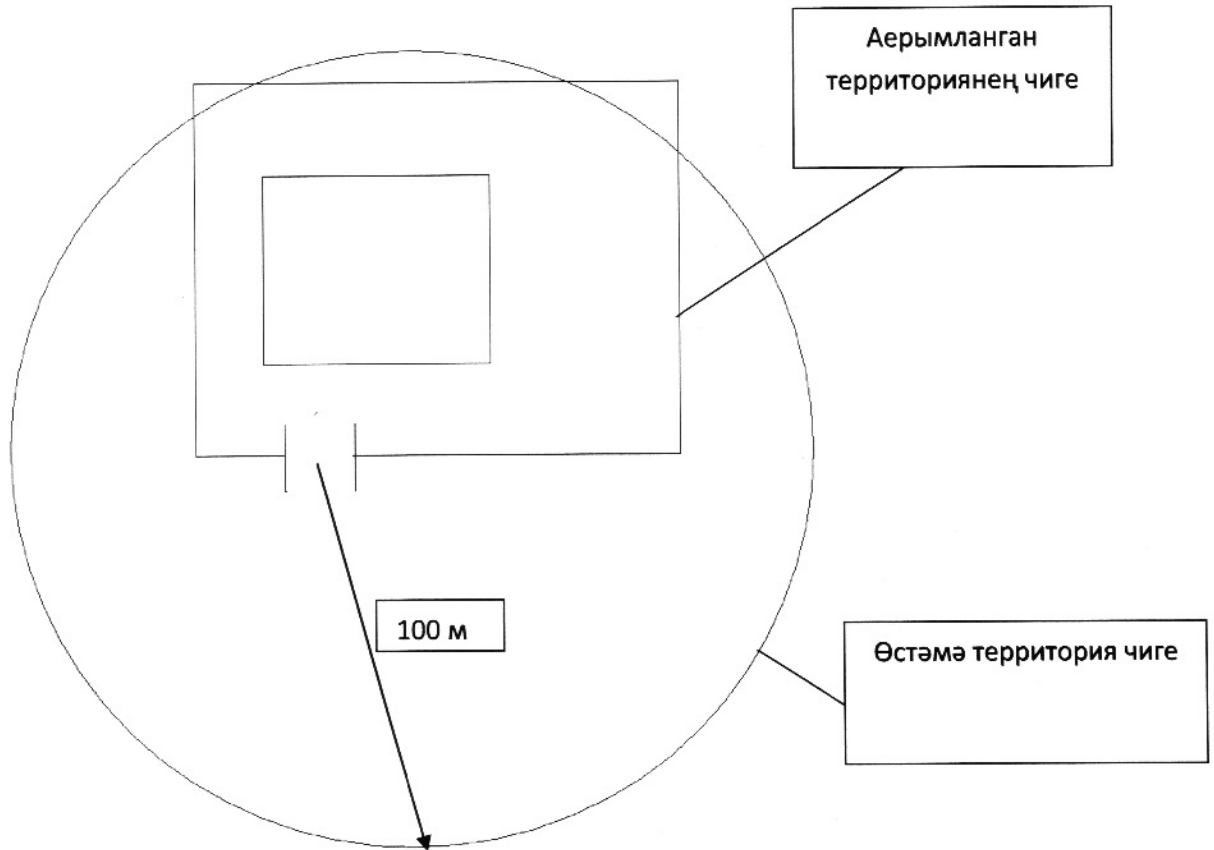 Аерымланган
территориянең чиге
100 м
Өстәмә территория чиге